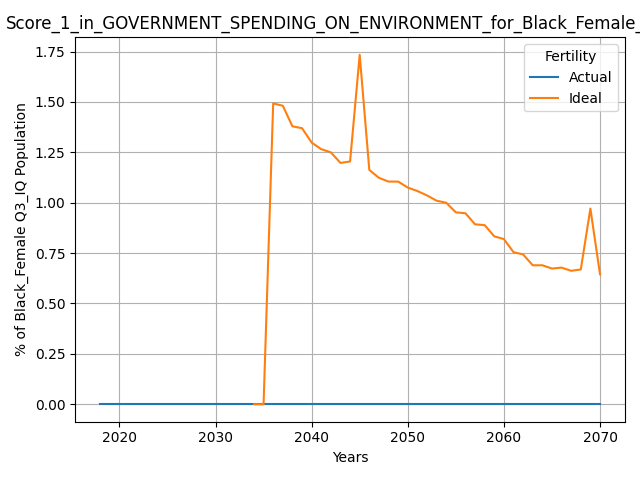 Score_1_in_GOVERNMENT_SPENDING_ON_ENVIRONMENT_for_Black_Female_
Fertility
Actual
Ideal
1.75
1.50
1.25
1.00
0.75
0.50
0.25
0.00
% of Black_Female Q3_IQ Population
2020 2030 2040 2050 2060 2070
Years